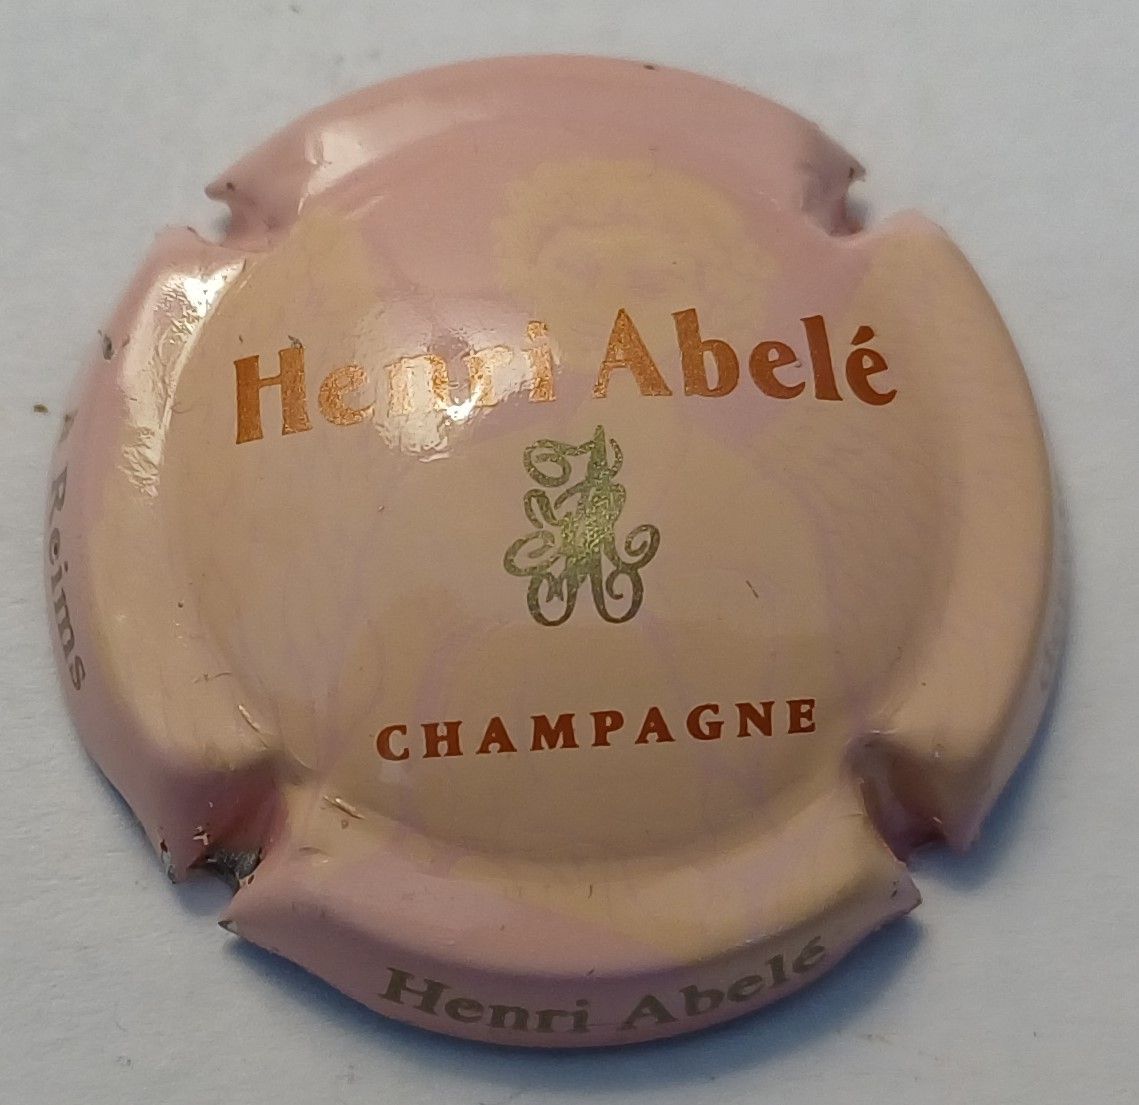 Henri Abelé
CHAMPAGNE
Henri Abelé
à Reims